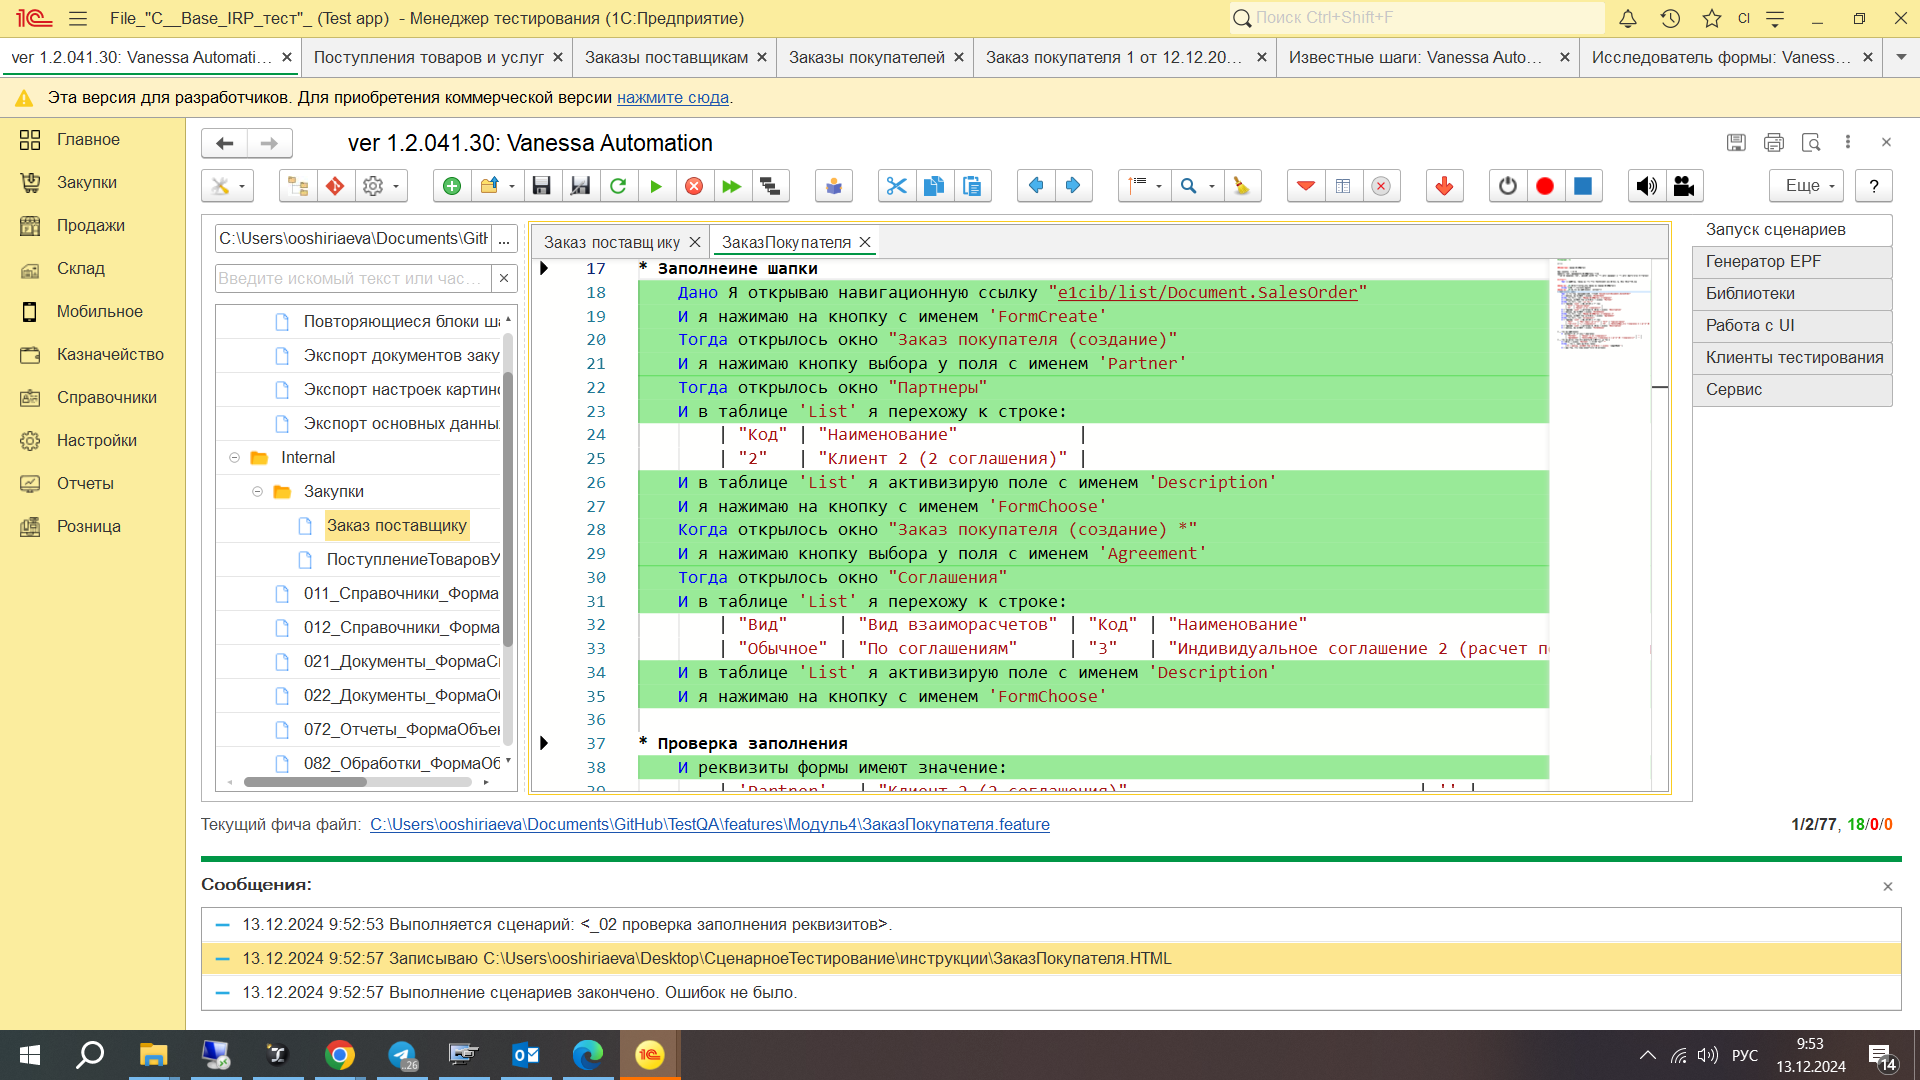 File_"C__Base_IRP_тест"_ (Test app) - Менеджер тестирования (1С:Предприятие)
Поиск Ctrl+Shift+F
CI
ver 1.2.041.30: Vanessa Automati...
Поступления товаров и услуг
Заказы поставщикам
Заказы покупателей
Заказ покупателя 1 от 12.12.20...
Известные шаги: Vanessa Auto...
Исследователь формы: Vaness...
Эта версия для разработчиков. Для приобретения коммерческой версии нажмите сюда.
Главное
Закупки
Продажи
Склад
Мобильное
Казначейство
Справочники
Настройки
Отчеты
Розница
ver 1.2.041.30: Vanessa Automation
Еще
?
C:\Users\ooshiriaeva\Documents\GitH
...
Введите искомый текст или час...
Повторяющиеся блоки ша
Экспорт документов заку
Экспорт настроек картинс
Экспорт основных данны
Internal
Закупки
Заказ поставщику
ПоступлениеТоваровУ
011_Справочники_Форма
012_Справочники_Форма
021_Документы_ФормаС
022_Документы_ФормаО
072_Отчеты_ФормаОбъе
082_Обработки_ФормаОб
Заказ поставщику
ЗаказПокупателя
17 * Заполнеине шапки
18 Дано Я открываю навигационную ссылку "e1cib/list/Document.SalesOrder"
19 И я нажимаю на кнопку с именем 'FormCreate'
20 Тогда открылось окно "Заказ покупателя (создание)"
21 И я нажимаю кнопку выбора у поля с именем 'Partner'
22 Тогда открылось окно "Партнеры"
23 И в таблице 'List' я перехожу к строке:
24 | "Код" | "Наименование" |
25 | "2" | "Клиент 2 (2 соглашения)" |
26 И в таблице 'List' я активизирую поле с именем 'Description'
27 И я нажимаю на кнопку с именем 'FormChoose'
28 Когда открылось окно "Заказ покупателя (создание) *"
29 И я нажимаю кнопку выбора у поля с именем 'Agreement'
30 Тогда открылось окно "Соглашения"
31 И в таблице 'List' я перехожу к строке:
32 | "Вид" | "Вид взаиморасчетов" | "Код" | "Наименование"
33 | "Обычное" | "По соглашениям" | "3" | "Индивидуальное соглашение 2 (расчет п
34 И в таблице 'List' я активизирую поле с именем 'Description'
35 И я нажимаю на кнопку с именем 'FormChoose'
36
37 * Проверка заполнения
38 И реквизиты формы имеют значение:
39 | 'Partner' | "Клиент 2 (2 соглашения)" | '' |
Запуск сценариев
Генератор EPF
Библиотеки
Работа с UI
Клиенты тестирования
Сервис
Текущий фича файл: C:\Users\ooshiriaeva\Documents\GitHub\TestQA\features\Модуль4\ЗаказПокупателя.feature
1/2/77, 18/0/0
Сообщения:
13.12.2024 9:52:53 Выполняется сценарий: <_02 проверка заполнения реквизитов>.
13.12.2024 9:52:57 Записываю C:\Users\ooshiriaeva\Desktop\СценарноеТестирование\инструкции\ЗаказПокупателя.HTML
13.12.2024 9:52:57 Выполнение сценариев закончено. Ошибок не было.
..26
РУС
9:53
13.12.2024
14